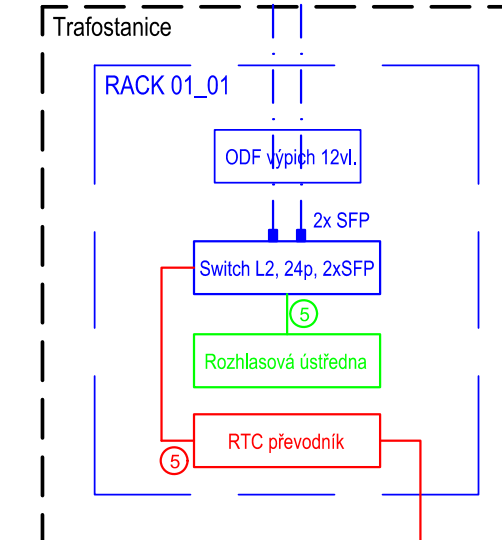 Trafostanice
RACK 01_01
ODF výpich 12vl.
2x SFP
Switch L2, 24p, 2xSFP
5
Rozhlasová ústředna
RTC převodník
5